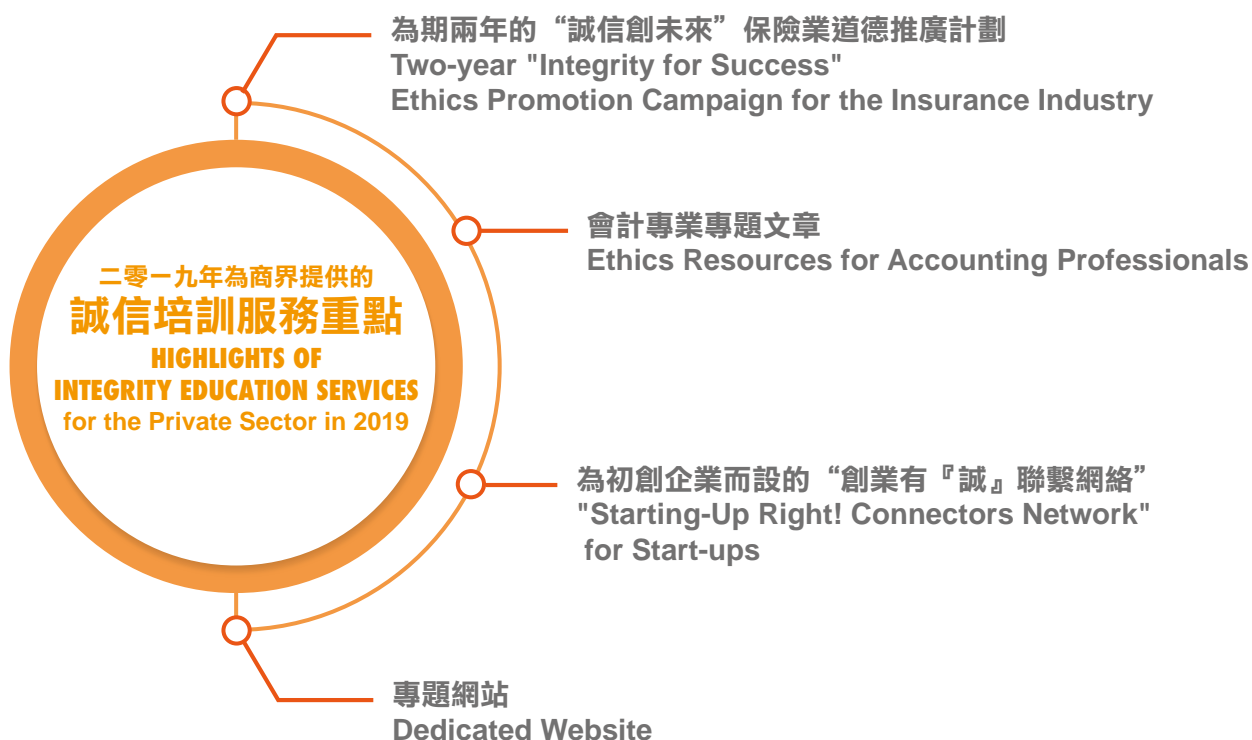 為期兩年的“誠信創未來”保險業道德推廣計劃
Two-year "Integrity for Success"
Ethics Promotion Campaign for the Insurance Industry
會計專業專題文章
Ethics Resources for Accounting Professionals
二零一九年為商界提供的
誠信培訓服務重點
HIGHLIGHTS OF
INTEGRITY EDUCATION SERVICES
for the Private Sector in 2019
為初創企業而設的“創業有『誠』聯繫網絡”
"Starting-Up Right! Connectors Network"
for Start-ups
專題網站
Dedicated Website